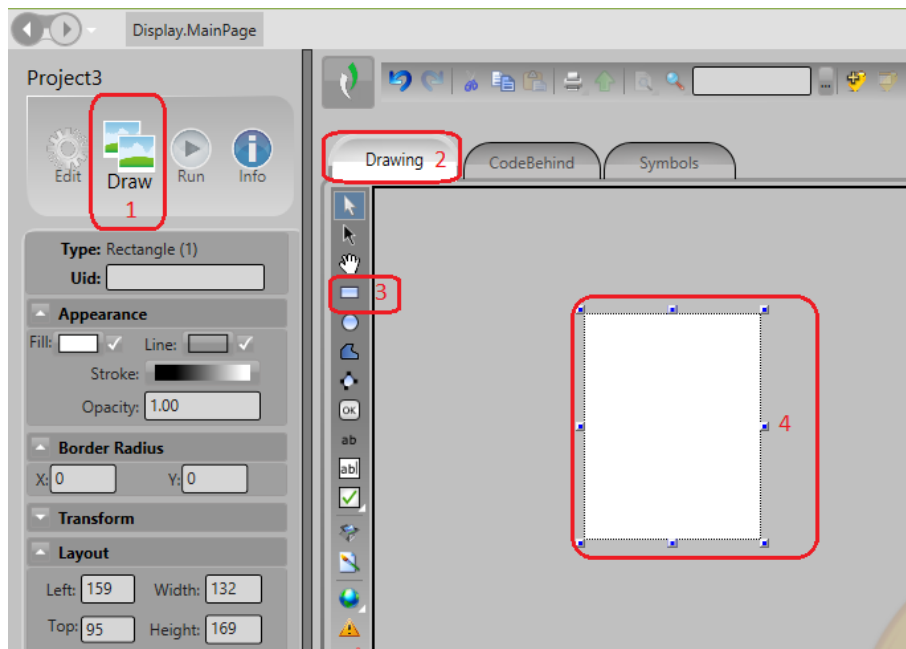 Display.MainPage
Project3
Edit
Draw
Run
Info
1
Type: Rectangle (1)
Uid:
Appearance
Fill:
Line:
Stroke:
Opacity: 1.00
Border Radius
X: 0
Y: 0
Transform
Layout
Left: 159
Width: 132
Top: 95
Height: 169
...
Drawing 2
CodeBehind
Symbols
3
OK
ab
ab
4